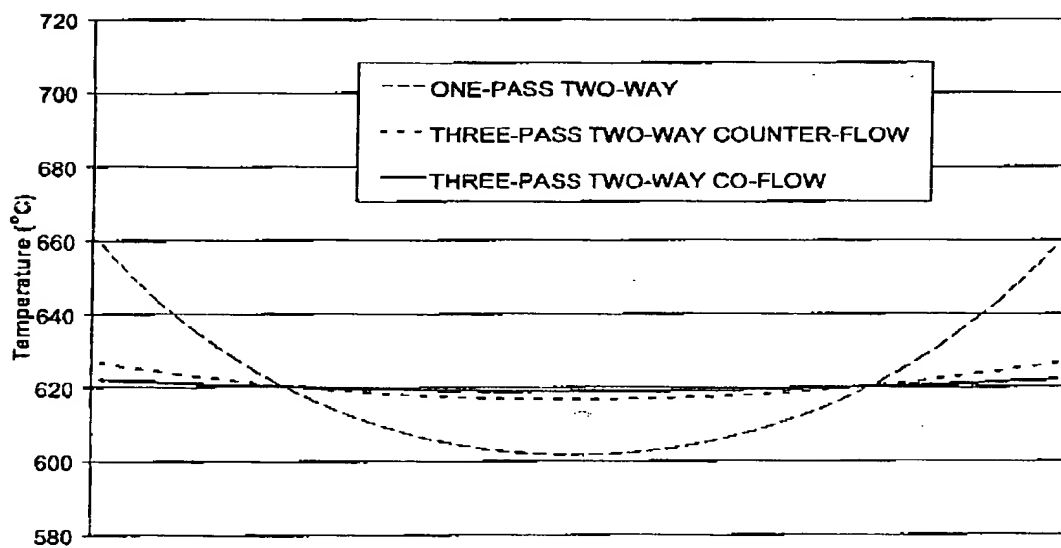 720
700
680
660
640
620
600
580
Temperature (°C)
ONE-PASS TWO-WAY
THREE-PASS TWO-WAY COUNTER-FLOW
THREE-PASS TWO-WAY CO-FLOW